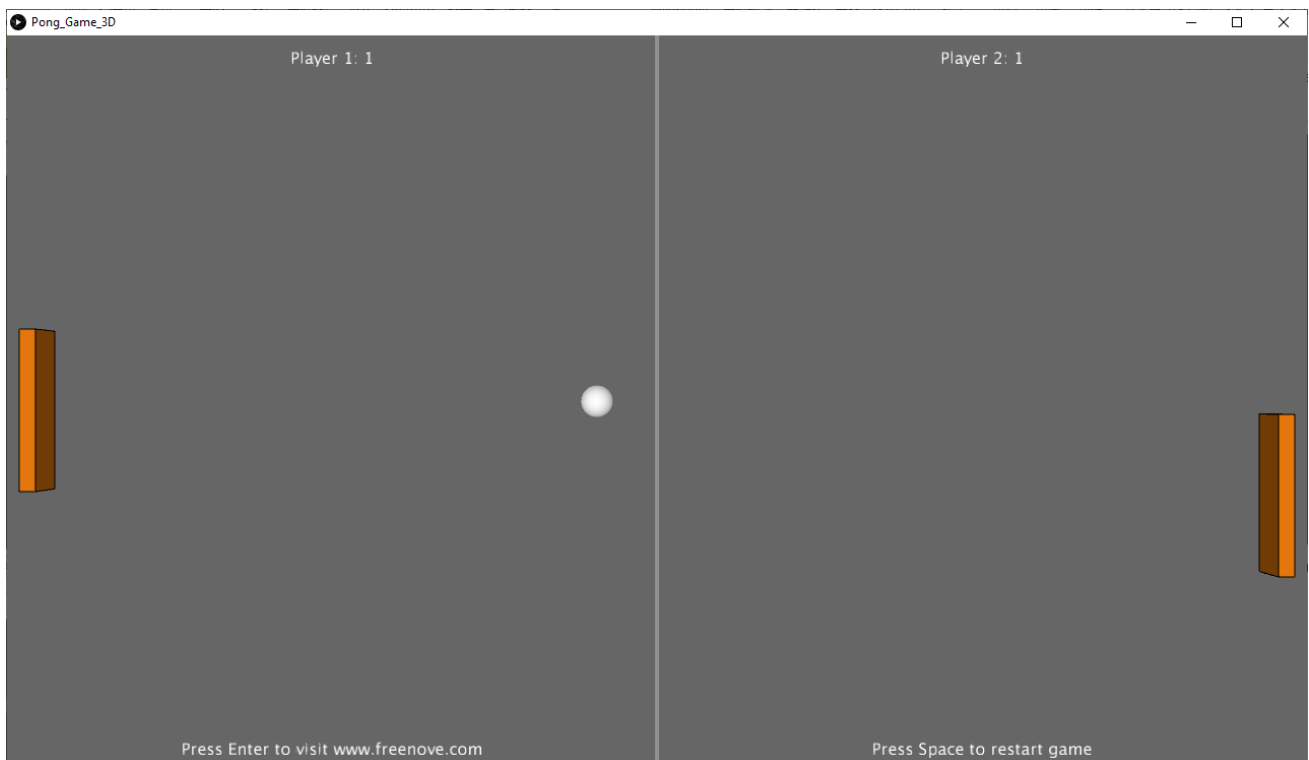 Pong_Game_3D
Player 1: 1
Player 2: 1
Press Enter to visit www.freenove.com
Press Space to restart game